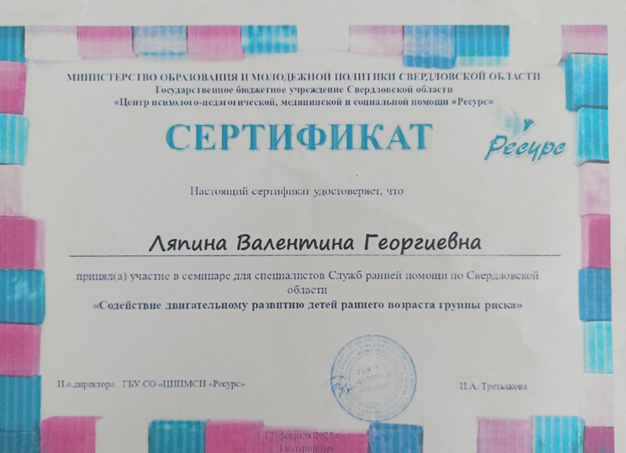 МИНИСТЕРСТВО ОБРАЗОВАНИЯ И МОЛОДЕЖНОЙ ПОЛИТИКИ СВЕРДЛОВСКОЙ ОБЛАСТИ
Государственное бюджетное учреждение Свердловской области
«Центр психолого-педагогической, медицинской и социальной помощи «Ресурс»
СЕРТИФИКАТ
Ресурс
Настоящий сертификат удостоверяет, что
Ляпина Валентина Георгиевна
принял(а) участие в семинаре для специалистов Служб ранней помощи по Свердловской
области
«Содействие двигательному развитию детей раннего возраста группы риска»
И.о директора ГБУ СО «ЦППМСП «Ресурс» Третьякова
февраля
г. Екатеринбург